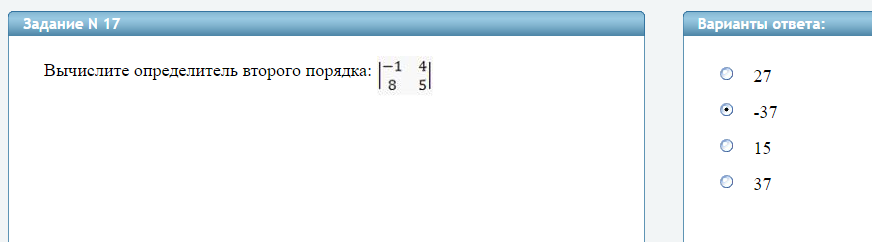 Задание N 17
Вычислите определитель второго порядка: |−1 4|
|8 5|
Варианты ответа:
27
-37
15
37